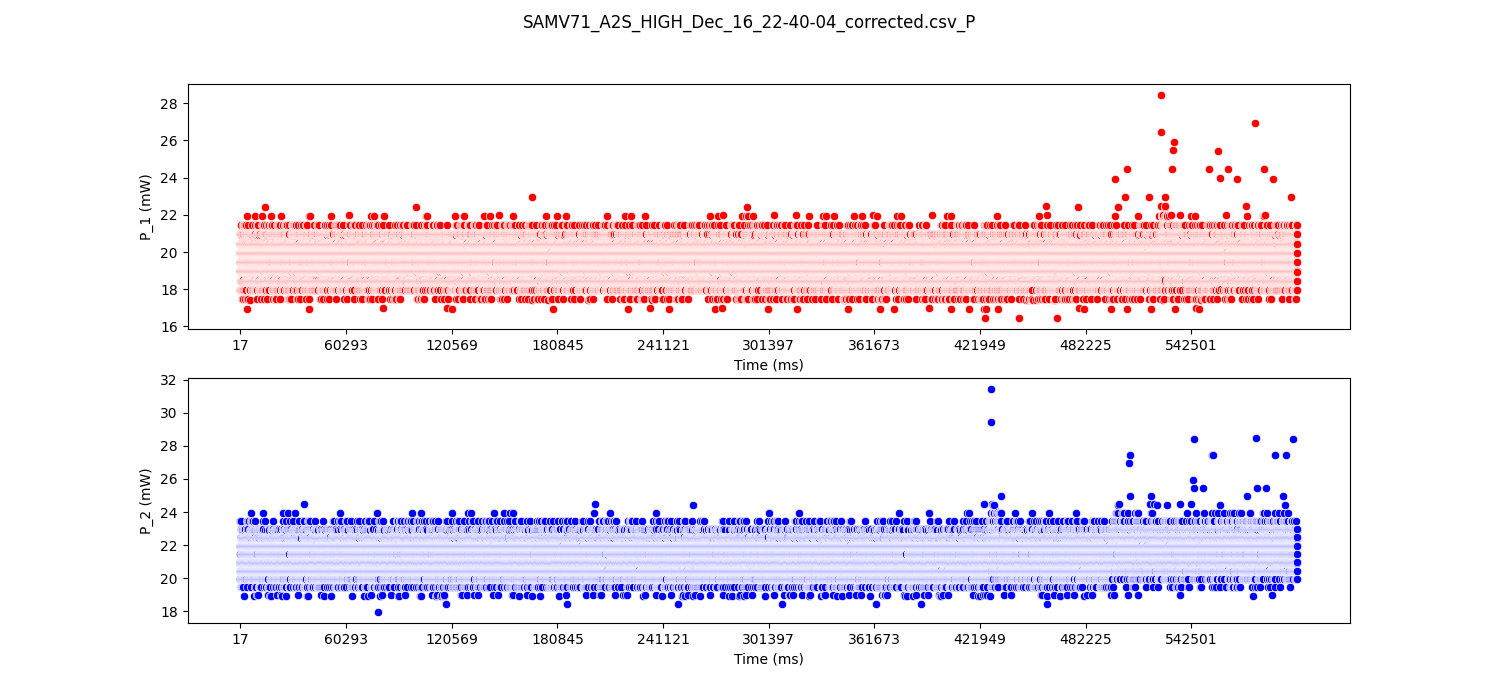 SAMV71_A2S_HIGH_Dec_16_22-40-04_corrected.csv_P
P_1 (mW)
28
26
24
22
20
18
16
17 60293 120569 180845 241121 301397 361673 421949 482225 542501
Time (ms)
P_2 (mW)
32
30
28
26
24
22
20
18
17 60293 120569 180845 241121 301397 361673 421949 482225 542501
Time (ms)